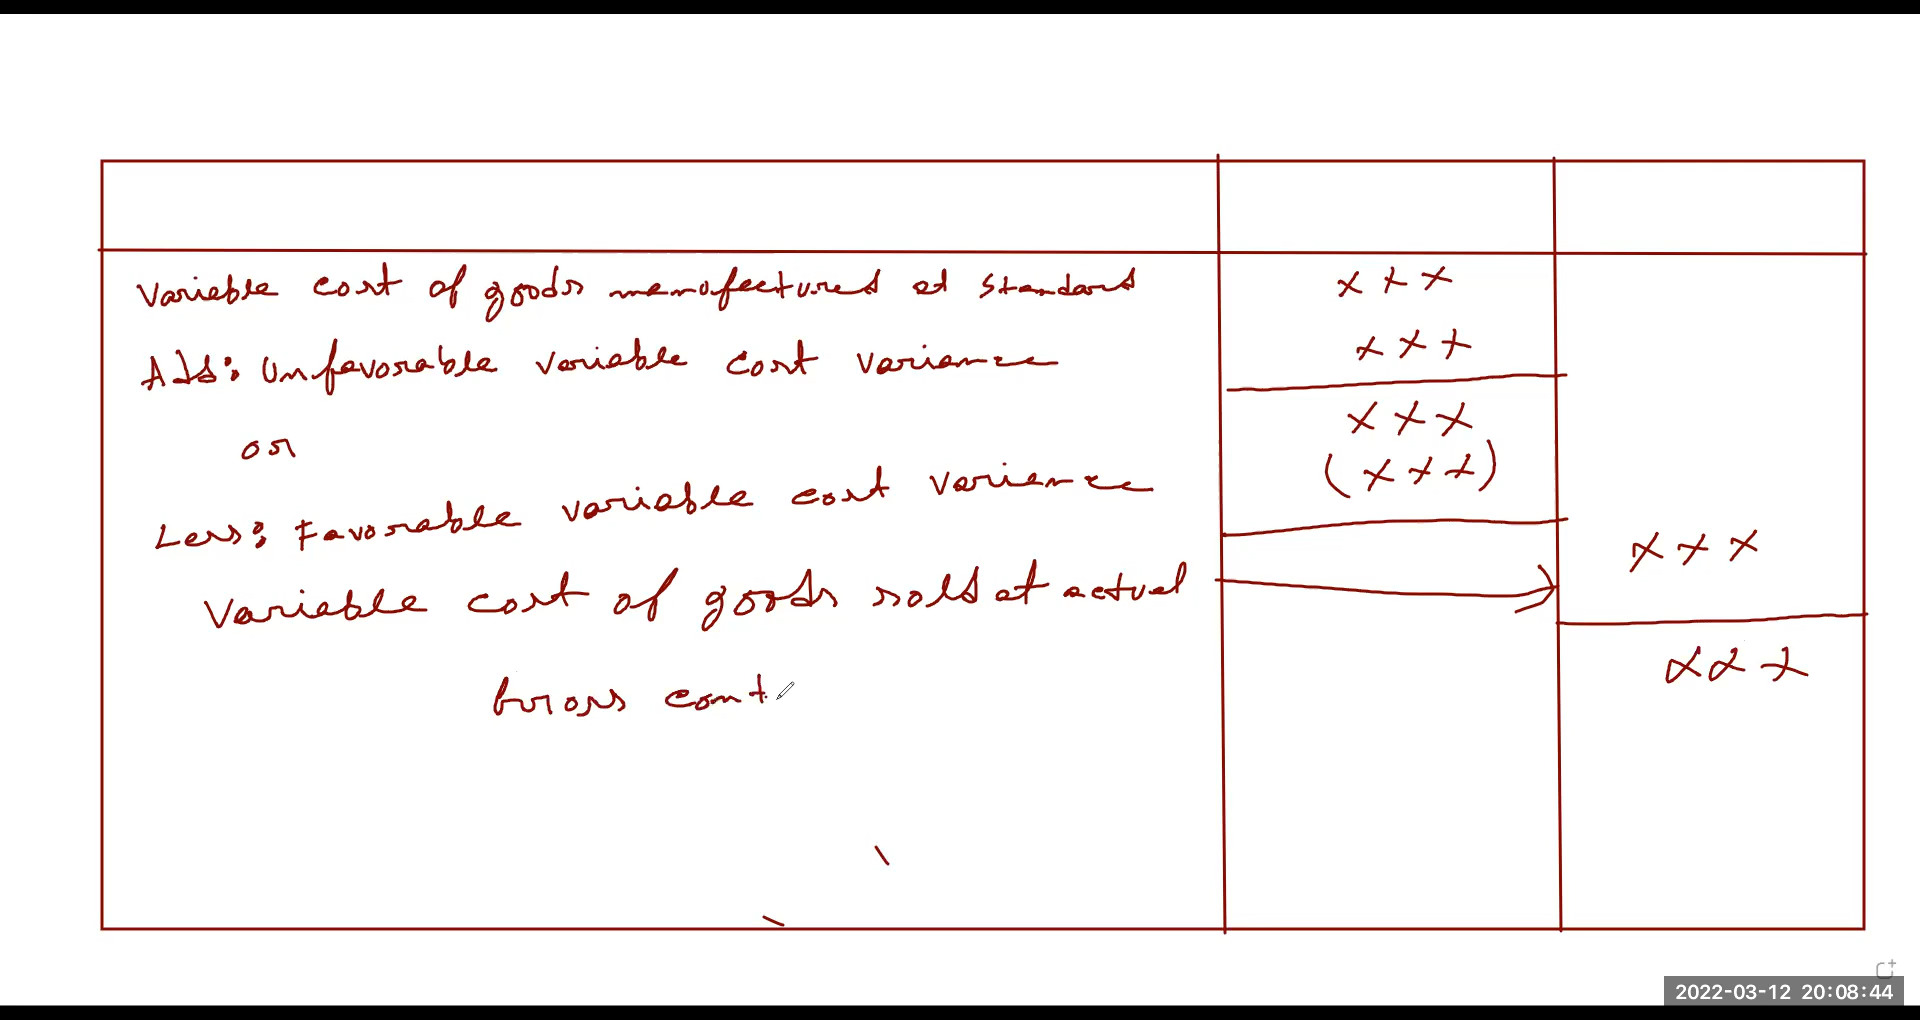 Variable cost of goods manufactured at standard xxx
Add: Unfavorable variable cost variance xxx
or xxx
Less: Favorable variable cost variance (xxx)
xxx
Variable cost of goods sold at actual
Gross cont xxx
2022-03-12 20:08:44